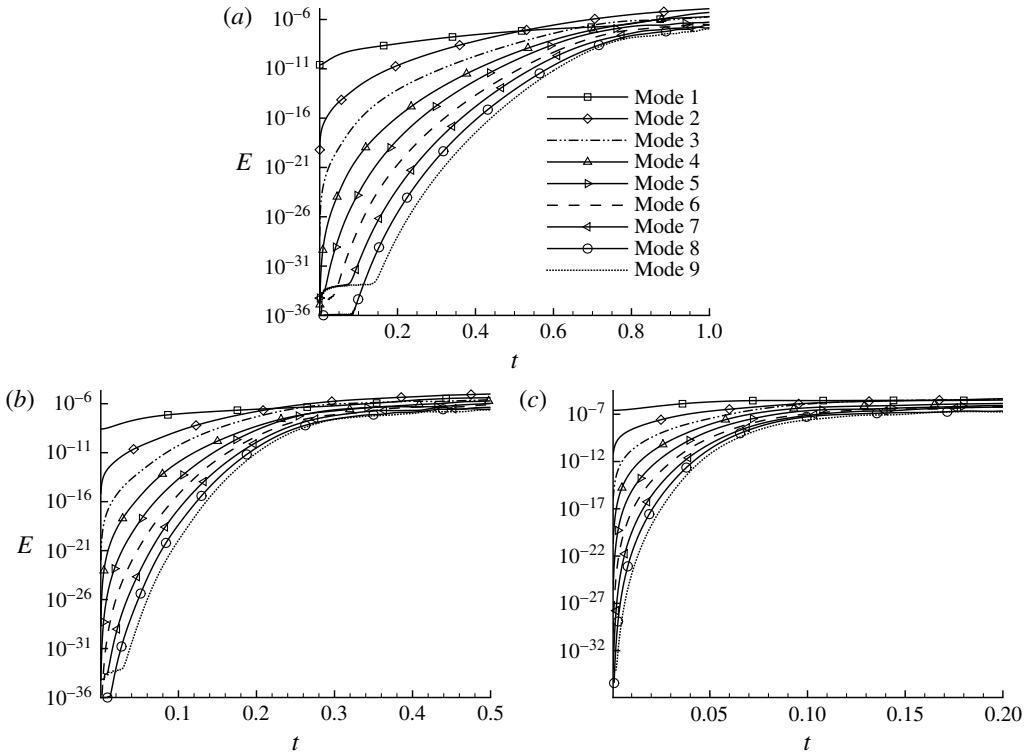 (a)
10⁻⁶
10⁻¹¹
10⁻¹⁶
10⁻²¹
10⁻²⁶
10⁻³¹
10⁻³⁶
E
0.2
0.4
0.6
0.8
1.0
t
Mode 1
Mode 2
Mode 3
Mode 4
Mode 5
Mode 6
Mode 7
Mode 8
Mode 9
(b)
10⁻⁶
10⁻¹¹
10⁻¹⁶
10⁻²¹
10⁻²⁶
10⁻³¹
10⁻³⁶
E
0.1
0.2
0.3
0.4
0.5
t
(c)
10⁻⁷
10⁻¹²
10⁻¹⁷
10⁻²²
10⁻²⁷
10⁻³²
0.05
0.10
0.15
0.20
t